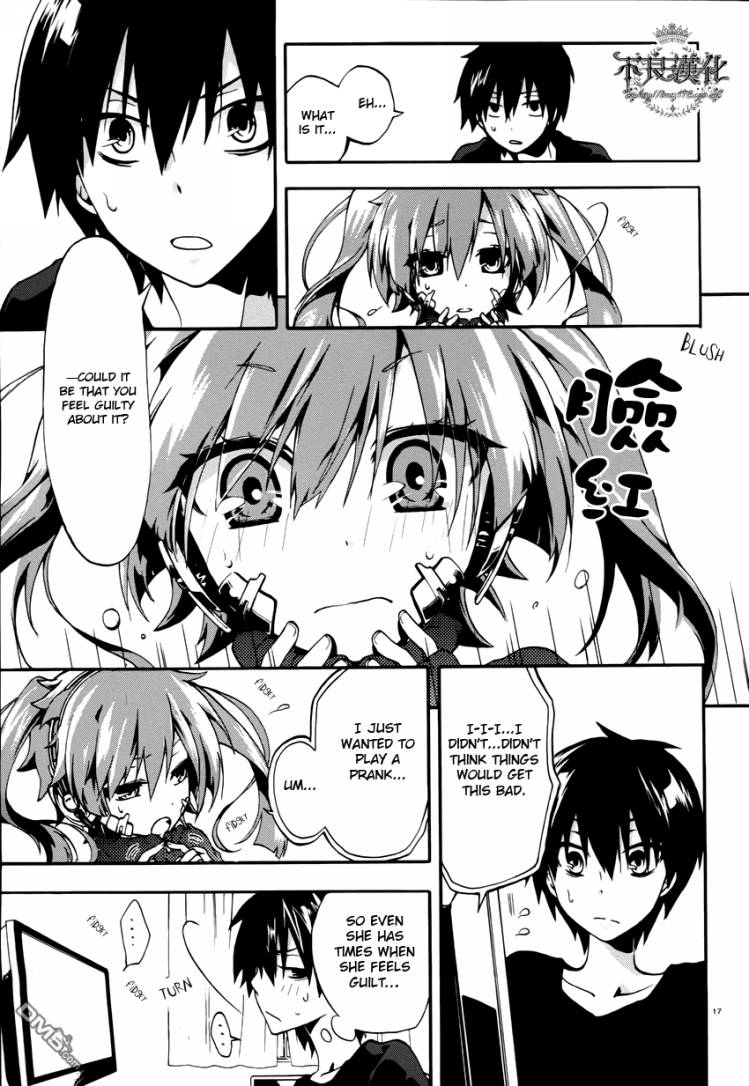 不良漢化
EH...
WHAT
IS IT...
FIDGET
—COULD IT
BE THAT YOU
FEEL GUILTY
ABOUT IT?
BLUSH
臉
紅
I-I-I...I
DIDN'T...DIDN'T
THINK THINGS
WOULD GET
THIS BAD.
I JUST
WANTED TO
PLAY A
PRANK...
UM...
FIDGET
FIDGET
SO EVEN
SHE HAS
TIMES WHEN
SHE FEELS
GUILT...
TURN
...
FIDGET
FIDGET
17
DM5.com